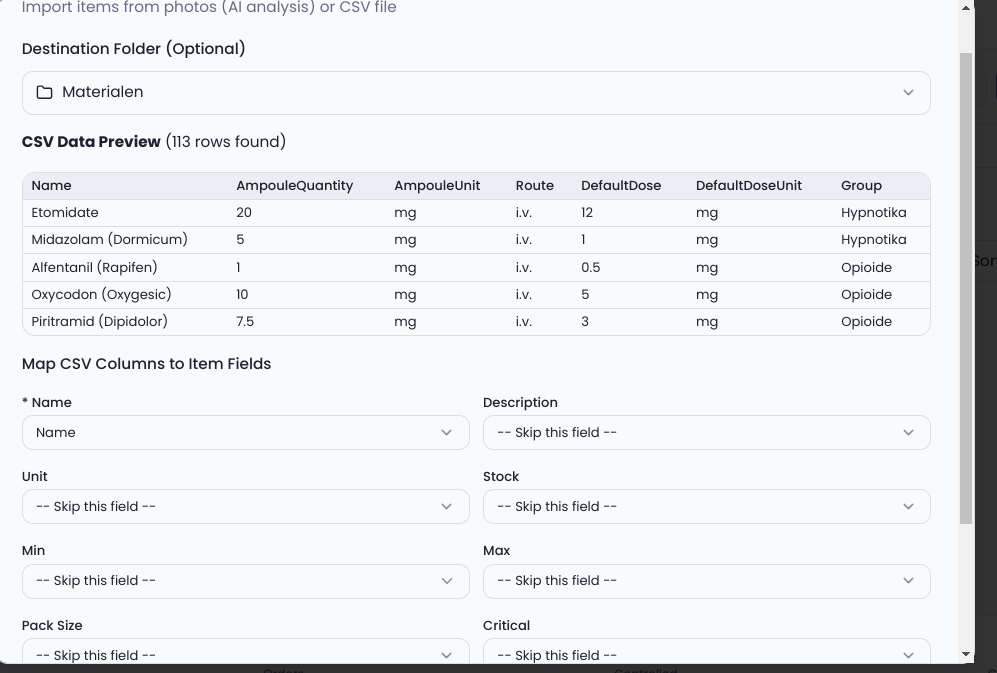 Import items from photos (AI analysis) or CSV file
Destination Folder (Optional)
Materialen
CSV Data Preview (113 rows found)
Name AmpouleQuantity AmpouleUnit Route DefaultDose DefaultDoseUnit Group
Etomidate 20 mg i.v. 12 mg Hypnotika
Midazolam (Dormicum) 5 mg i.v. 1 mg Hypnotika
Alfentanil (Rapifen) 1 mg i.v. 0.5 mg Opioide
Oxycodon (Oxygesic) 10 mg i.v. 5 mg Opioide
Piritramid (Dipidolor) 7.5 mg i.v. 3 mg Opioide
Map CSV Columns to Item Fields
* Name Description
Name -- Skip this field --
Unit Stock
-- Skip this field -- -- Skip this field --
Min Max
-- Skip this field -- -- Skip this field --
Pack Size Critical
-- Skip this field -- -- Skip this field --